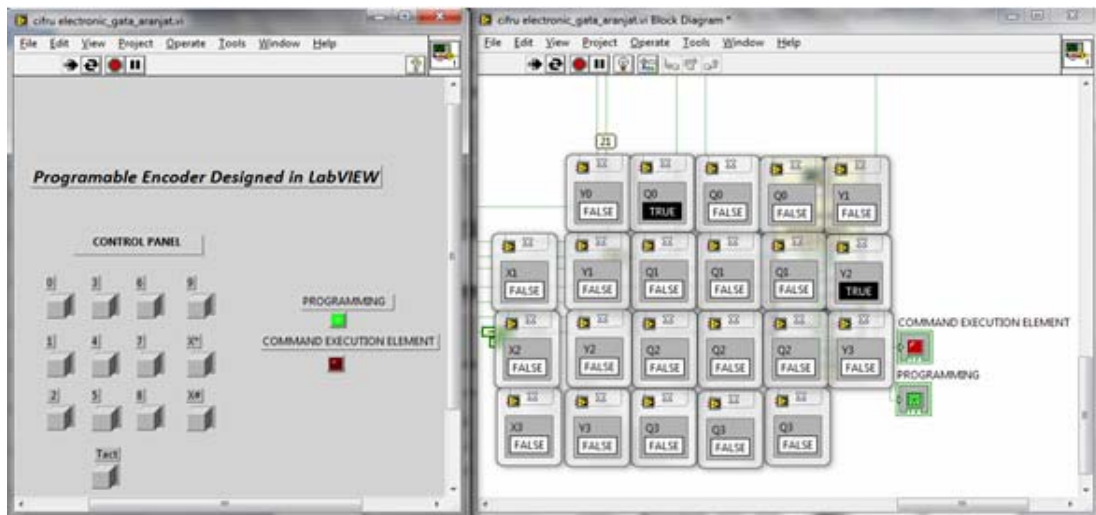 cifru electronic_gata_aranjat.vi
File Edit View Project Operate Tools Window Help
Programable Encoder Designed in LabVIEW
CONTROL PANEL
0 3 6 9
PROGRAMMING
COMMAND EXECUTION ELEMENT
1 4 7 X*
2 5 8 X#
Tact
cifru electronic_gata_aranjat.vi Block Diagram *
File Edit View Project Operate Tools Window Help
21
Y0 Q0 Q0 Q0 Y1
FALSE TRUE FALSE FALSE FALSE
X1 Y1 Q1 Q1 Q1 Y2
FALSE FALSE FALSE FALSE FALSE TRUE
COMMAND EXECUTION ELEMENT
X2 Y2 Q2 Q2 Q2 Y3
FALSE FALSE FALSE FALSE FALSE FALSE
PROGRAMMING
X3 Y3 Q3 Q3 Q3
FALSE FALSE FALSE FALSE FALSE